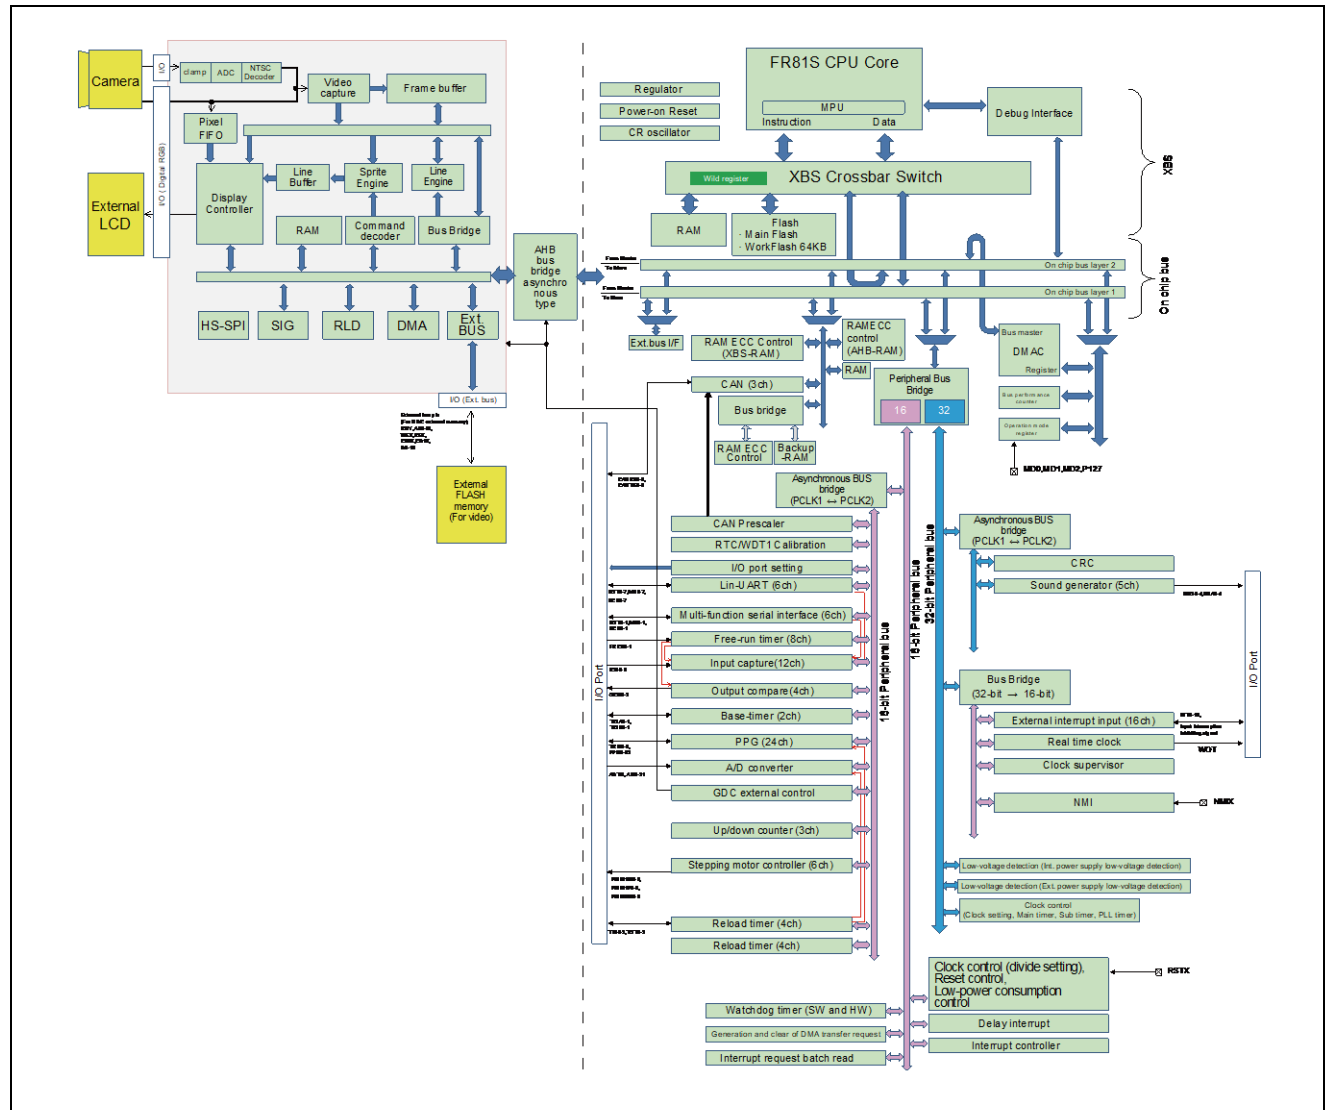 Camera
I/O
clamp
ADC
NTSC
Decoder
Video
capture
Frame buffer
Pixel
FIFO
I/O ( Digital RGB)
External
LCD
Display
Controller
Line
Buffer
Sprite
Engine
Line
Engine
RAM
Command
decoder
Bus Bridge
HS-SPI
SIG
RLD
DMA
Ext.
BUS
AHB
bus
bridge
asynchro
nous
type
I/O (Ext. bus)
External
FLASH
memory
(For video)
Regulator
Power-on Reset
CR oscillator
FR81S CPU Core
MPU
Instruction
Data
Debug Interface
Wild register
XBS Crossbar Switch
XBS
RAM
Flash
· Main Flash
· WorkFlash 64KB
On chip bus layer 2
On chip bus layer 1
On chip bus
Ext.bus I/F
RAM ECC Control
(XBS-RAM)
RAM ECC
control
(AHB-RAM)
RAM
CAN (3ch)
Bus bridge
RAM ECC
Control
Backup
-RAM
Peripheral Bus
Bridge
16
32
Bus master
DMAC
Register
Bus performance
counter
Operation mode
register
MD0,MD1,MD2,P127
Asynchronous BUS
bridge
(PCLK1 ↔ PCLK2)
CAN Prescaler
RTC/WDT1 Calibration
I/O port setting
Lin-UART (6ch)
Multi-function serial interface (6ch)
Free-run timer (8ch)
Input capture(12ch)
Output compare(4ch)
Base-timer (2ch)
PPG (24ch)
A/D converter
GDC external control
Up/down counter (3ch)
Stepping motor controller (6ch)
Reload timer (4ch)
Reload timer (4ch)
I/O Port
16-bit Peripheral bus
16-bit Peripheral bus
32-bit Peripheral bus
Asynchronous BUS
bridge
(PCLK1 ↔ PCLK2)
CRC
Sound generator (5ch)
I/O Port
Bus Bridge
(32-bit → 16-bit)
External interrupt input (16ch)
Real time clock
WOT
Clock supervisor
NMI
NMIX
Low-voltage detection (Int. power supply low-voltage detection)
Low-voltage detection (Ext. power supply low-voltage detection)
Clock control
(Clock setting, Main timer, Sub timer, PLL timer)
Clock control (divide setting),
Reset control,
Low-power consumption
control
RSTX
Watchdog timer (SW and HW)
Generation and clear of DMA transfer request
Interrupt request batch read
Delay interrupt
Interrupt controller